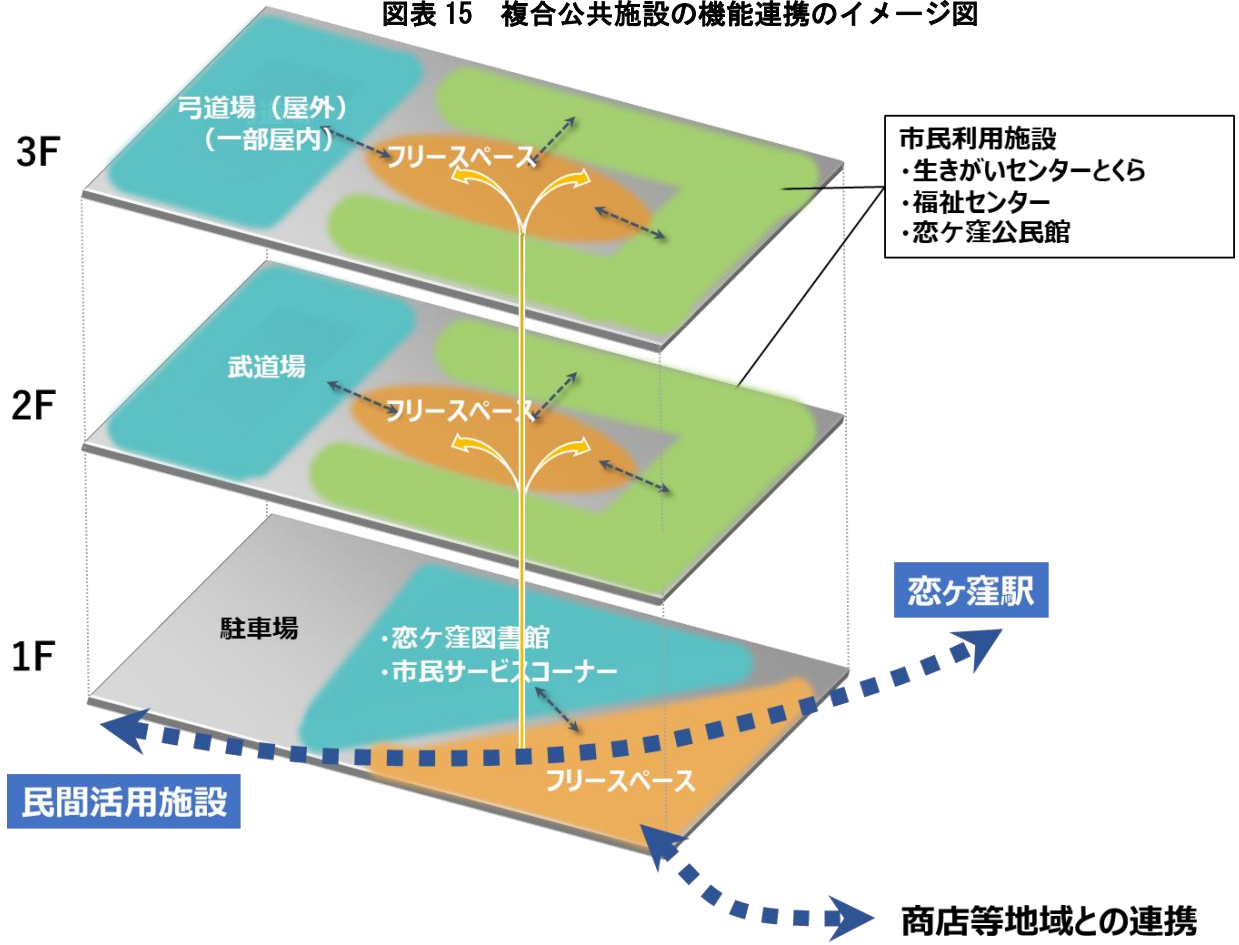 図表 15　複合公共施設の機能連携のイメージ図
3F
弓道場（屋外）
（一部屋内）
フリースペース
市民利用施設
・生きがいセンターとくら
・福祉センター
・恋ケ窪公民館
2F
武道場
フリースペース
1F
駐車場
・恋ケ窪図書館
・市民サービスコーナー
フリースペース
恋ヶ窪駅
民間活用施設
商店等地域との連携